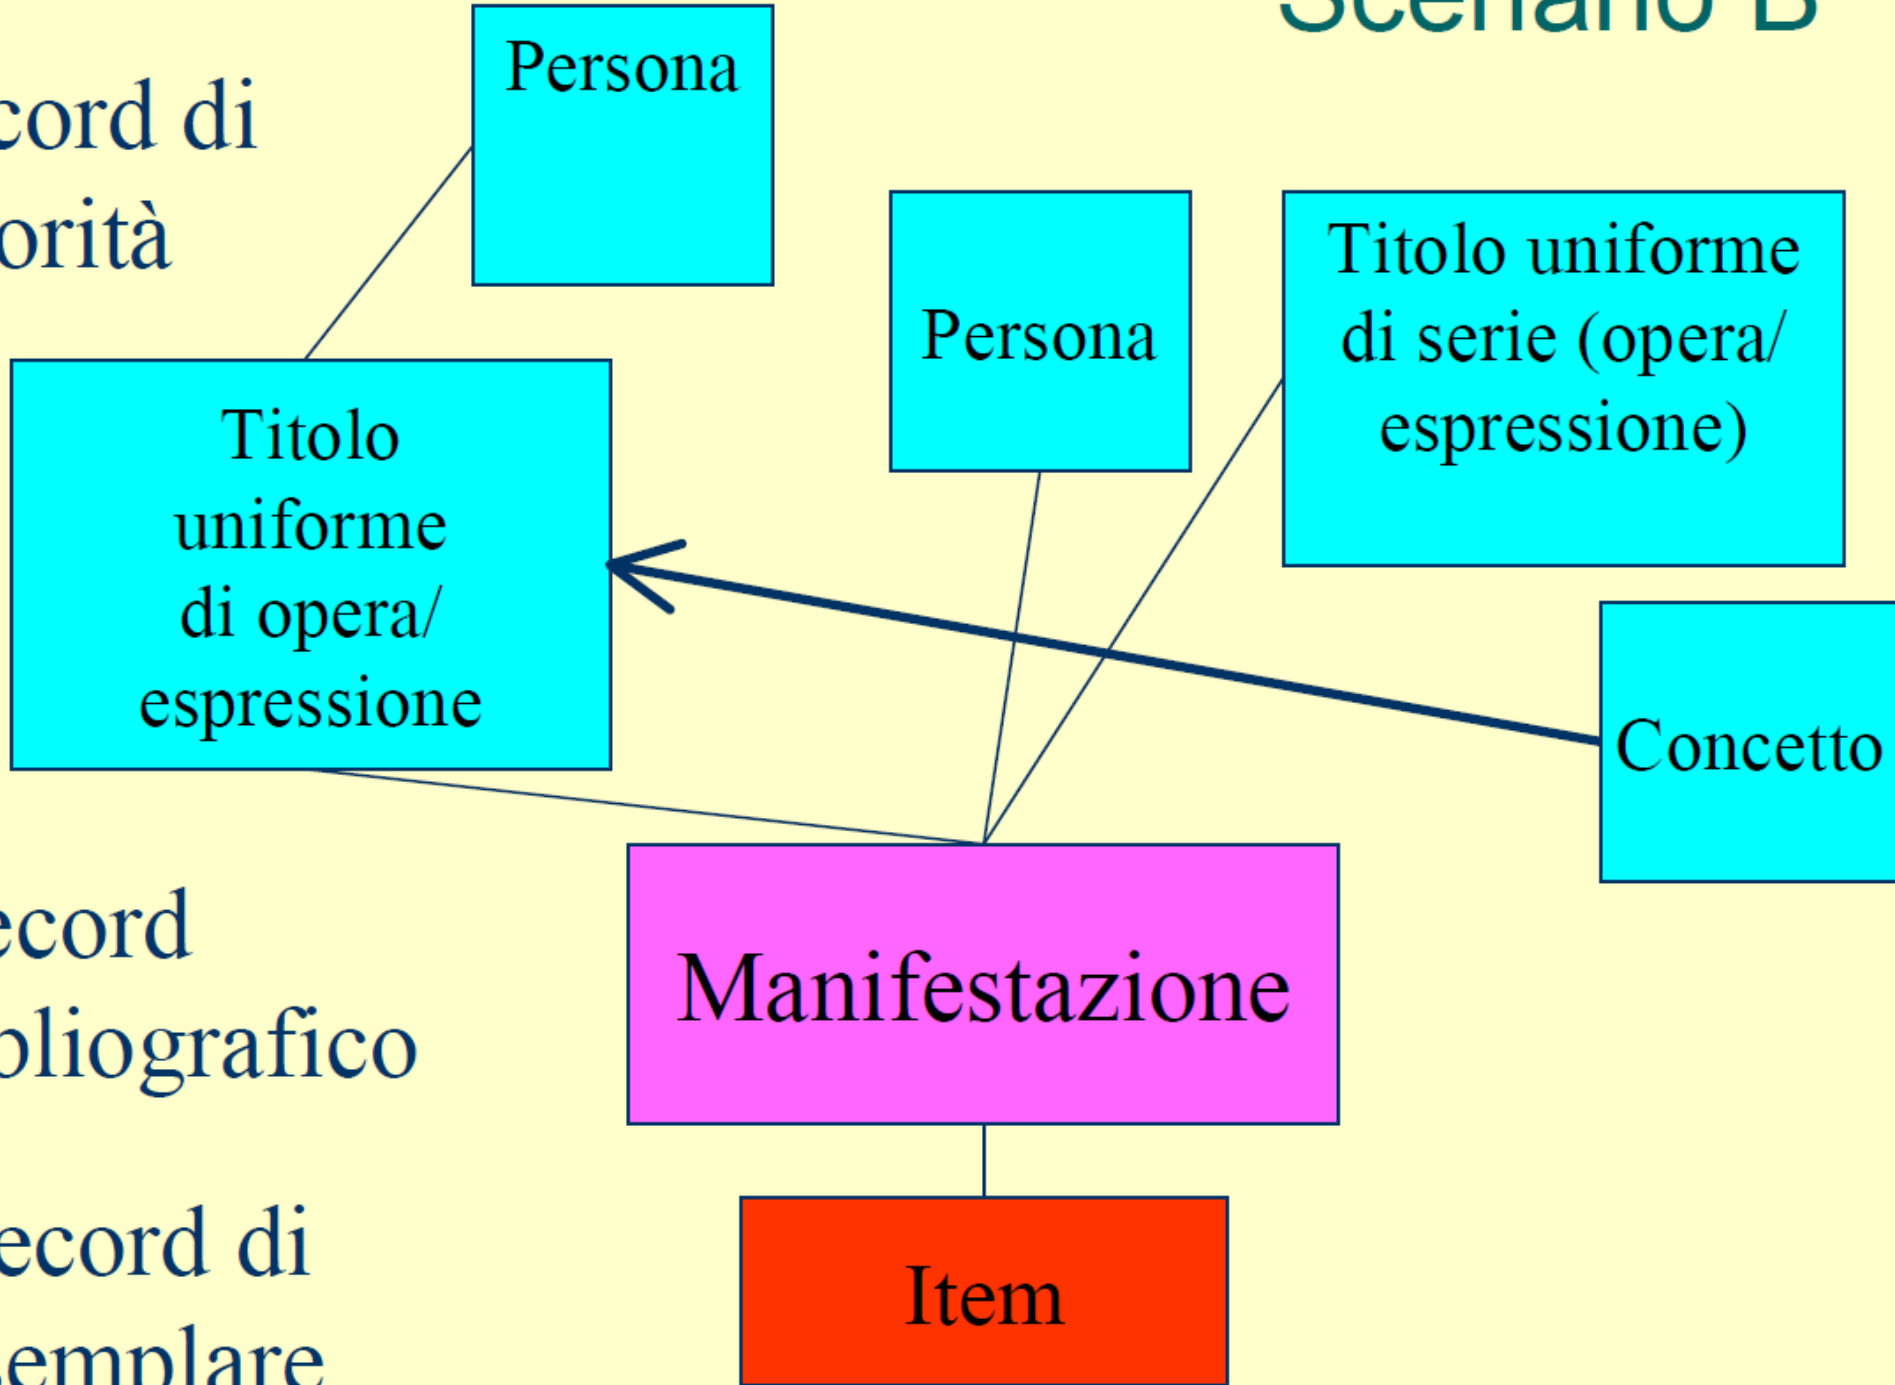 Scenario B
Persona
cord di
orità
Persona
Titolo uniforme
di serie (opera/
espressione)
Titolo
uniforme
di opera/
espressione
Concetto
ecord
bliografico
Manifestazione
ecord di
emplare
Item